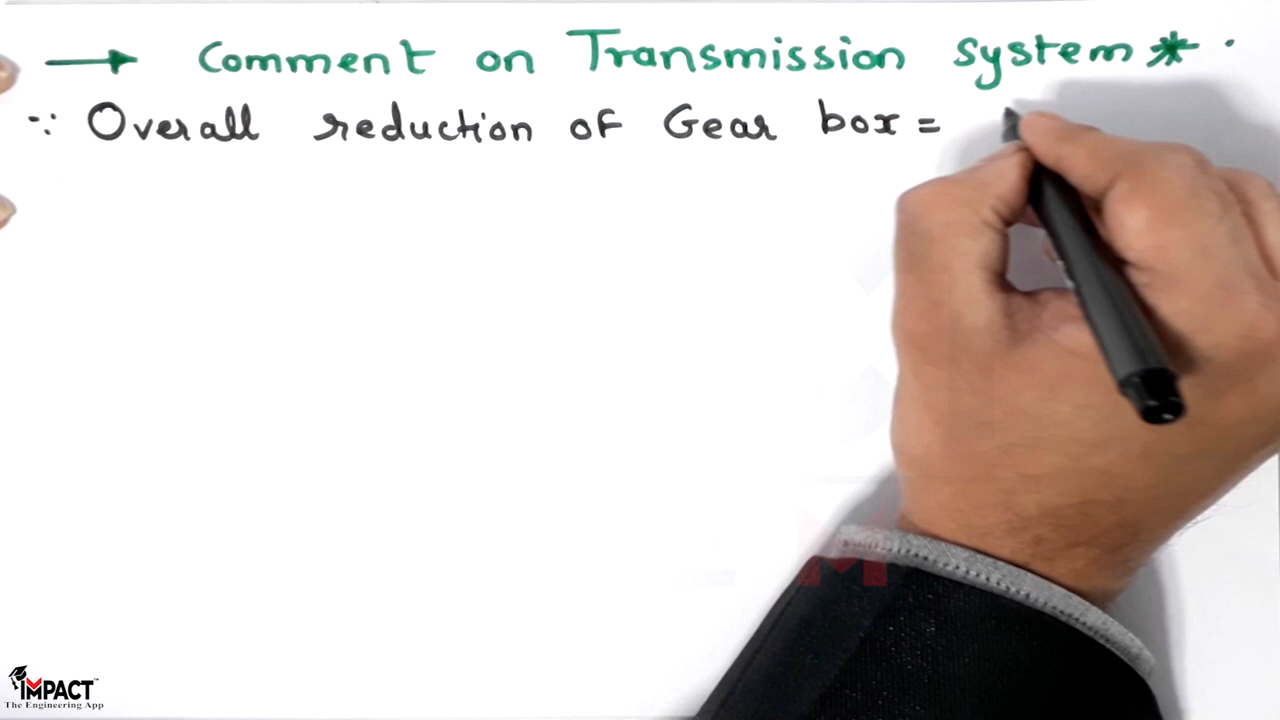 → Comment on Transmission system * .
∵ Overall reduction of Gear box =
IMPACT
The Engineering App